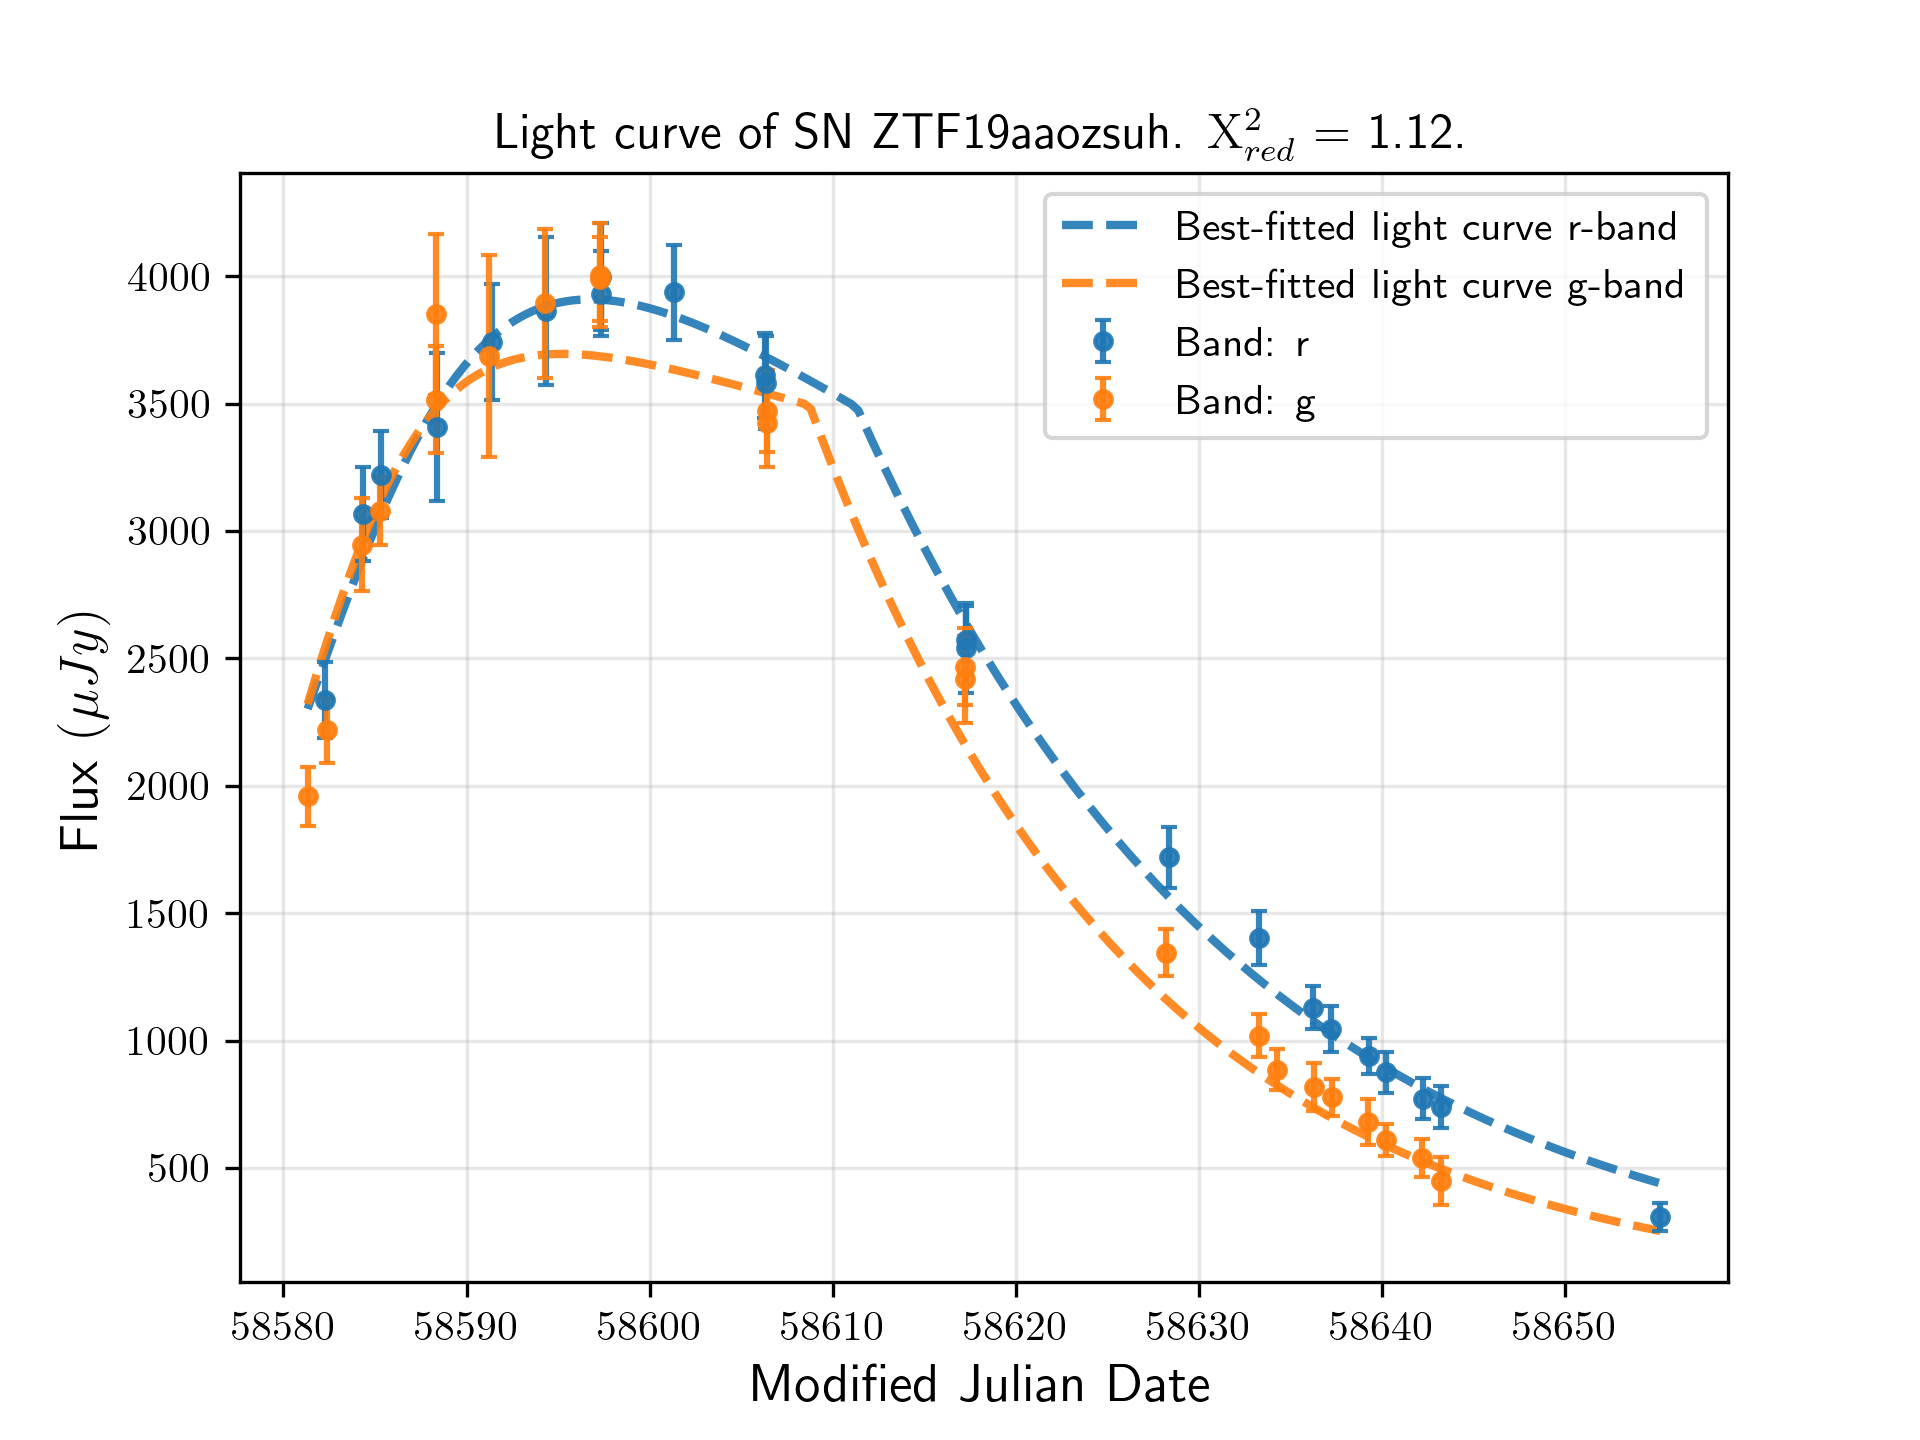 Light curve of SN ZTF19aaozsuh. X²red = 1.12.
Best-fitted light curve r-band
Best-fitted light curve g-band
Band: r
Band: g
Flux (μJy)
4000
3500
3000
2500
2000
1500
1000
500
58580 58590 58600 58610 58620 58630 58640 58650
Modified Julian Date